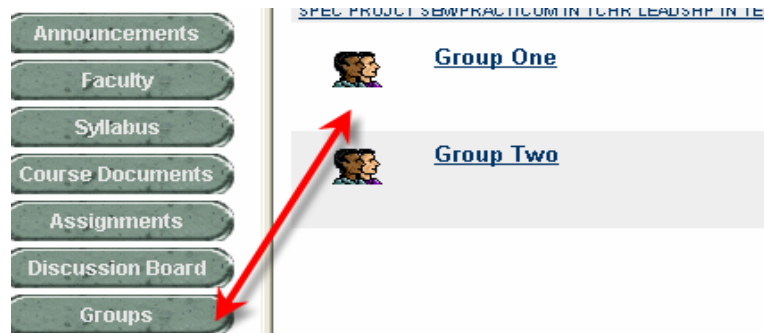 Announcements
Faculty
Syllabus
Course Documents
Assignments
Discussion Board
Groups
SPEC PROJCT SEM/PRACTICUM IN TCHR LEADSHP IN TE
Group One
Group Two